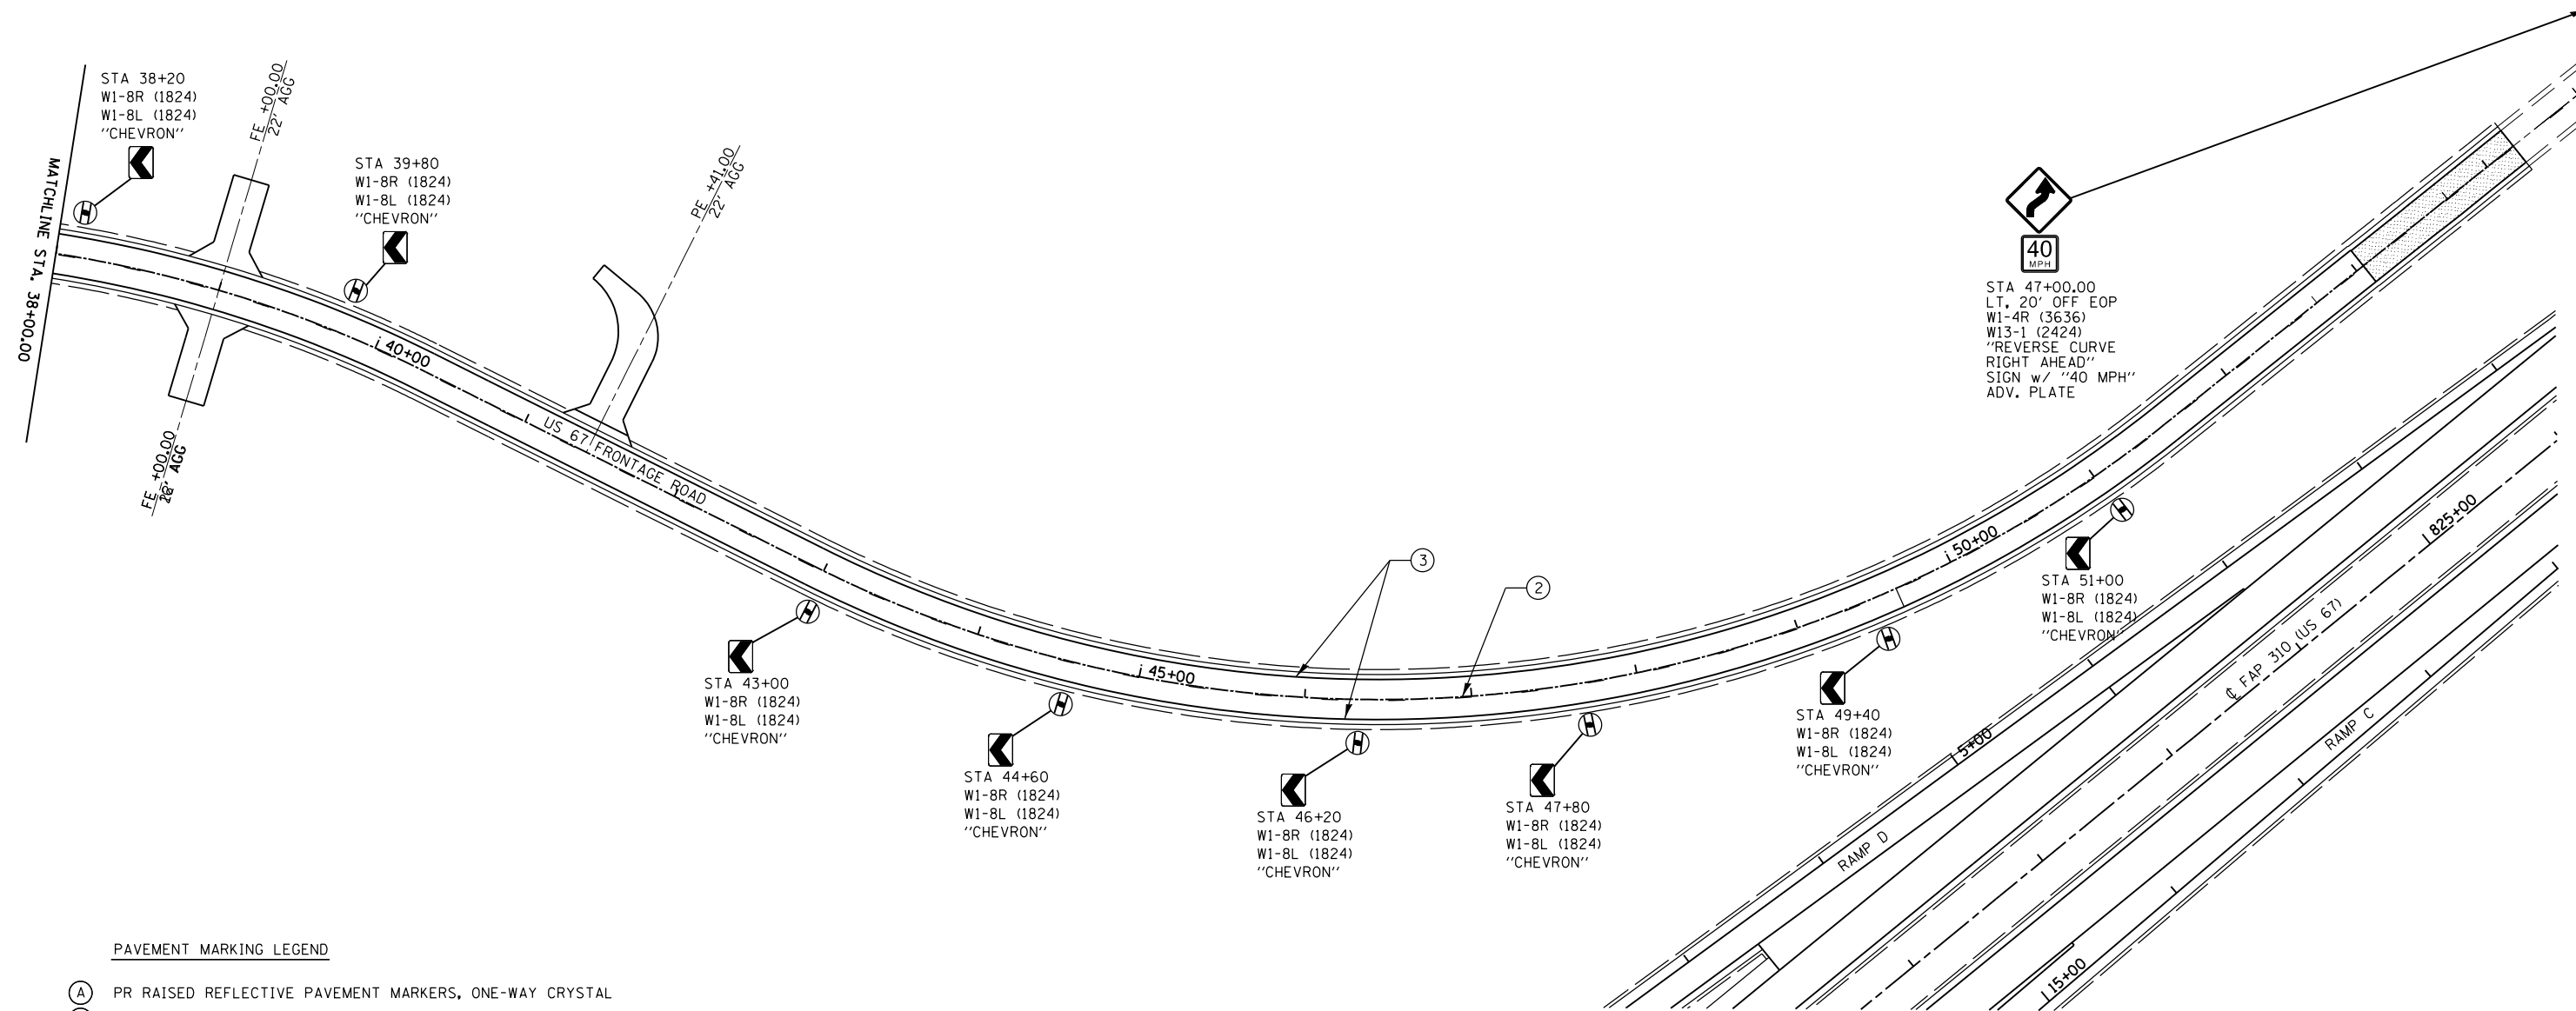 STA 38+20
W1-8R (1824)
W1-8L (1824)
"CHEVRON"
FE +00.00
22' AGG
MATCHLINE STA. 38+00.00
STA 39+80
W1-8R (1824)
W1-8L (1824)
"CHEVRON"
PE +41.00
22' AGG
FE +00.00
AGG
40+00
US 67 FRONTAGE ROAD
40
MPH
STA 47+00.00
LT, 20' OFF EOP
W1-4R (3636)
W13-1 (2424)
"REVERSE CURVE
RIGHT AHEAD"
SIGN w/ "40 MPH"
ADV. PLATE
3
2
45+00
50+00
STA 43+00
W1-8R (1824)
W1-8L (1824)
"CHEVRON"
STA 44+60
W1-8R (1824)
W1-8L (1824)
"CHEVRON"
STA 46+20
W1-8R (1824)
W1-8L (1824)
"CHEVRON"
STA 47+80
W1-8R (1824)
W1-8L (1824)
"CHEVRON"
STA 49+40
W1-8R (1824)
W1-8L (1824)
"CHEVRON"
STA 51+00
W1-8R (1824)
W1-8L (1824)
"CHEVRON"
825+00
℄ FAP 310 (US 67)
RAMP C
5+00
RAMP D
15+00
PAVEMENT MARKING LEGEND
A PR RAISED REFLECTIVE PAVEMENT MARKERS, ONE-WAY CRYSTAL